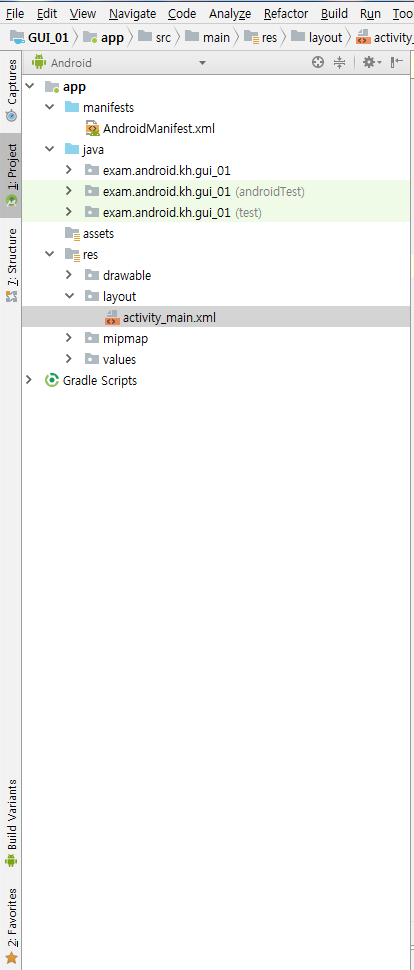 File Edit View Navigate Code Analyze Refactor Build Run Too
GUI_01 app src main res layout activity_
Android
app
manifests
AndroidManifest.xml
java
exam.android.kh.gui_01
exam.android.kh.gui_01 (androidTest)
exam.android.kh.gui_01 (test)
assets
res
drawable
layout
activity_main.xml
mipmap
values
Gradle Scripts
Captures
1: Project
7: Structure
Build Variants
2: Favorites